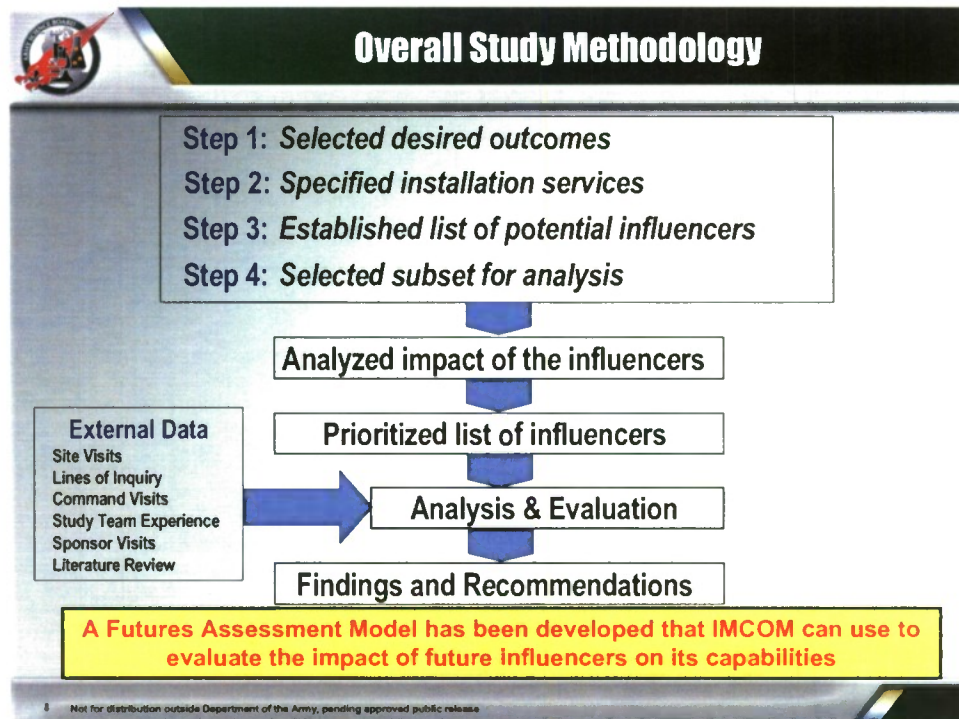 Overall Study Methodology
Step 1: Selected desired outcomes
Step 2: Specified installation services
Step 3: Established list of potential influencers
Step 4: Selected subset for analysis
Analyzed impact of the influencers
Prioritized list of influencers
External Data
Site Visits
Lines of Inquiry
Command Visits
Study Team Experience
Sponsor Visits
Literature Review
Analysis & Evaluation
Findings and Recommendations
A Futures Assessment Model has been developed that IMCOM can use to
evaluate the impact of future influencers on its capabilities
8 Not for distribution outside Department of the Army, pending approved public release